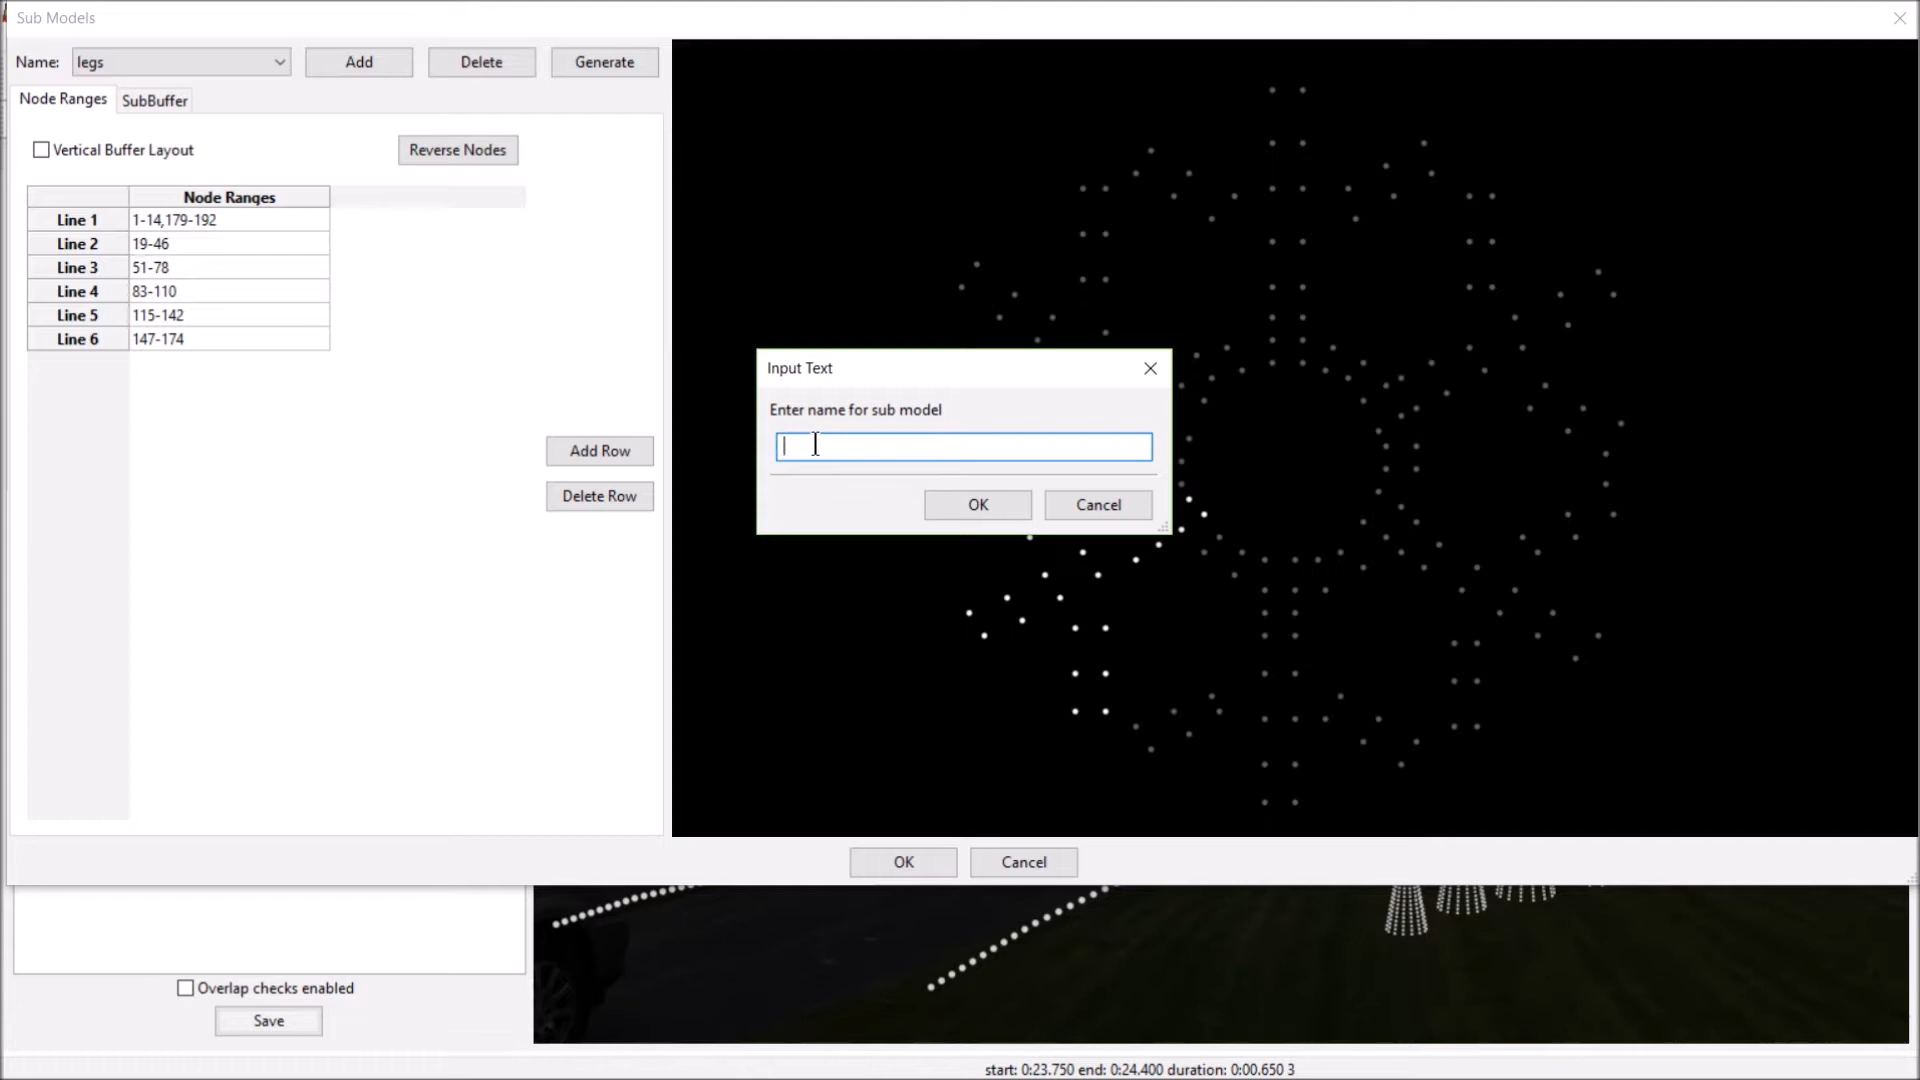 Sub Models
Name: legs Add Delete Generate
Node Ranges SubBuffer
Vertical Buffer Layout Reverse Nodes
Node Ranges
Line 1 1-14,179-192
Line 2 19-46
Line 3 51-78
Line 4 83-110
Line 5 115-142
Line 6 147-174
Add Row
Delete Row
Input Text
Enter name for sub model
OK Cancel
OK Cancel
Overlap checks enabled
Save
start: 0:23.750 end: 0:24.400 duration: 0:00.650 3